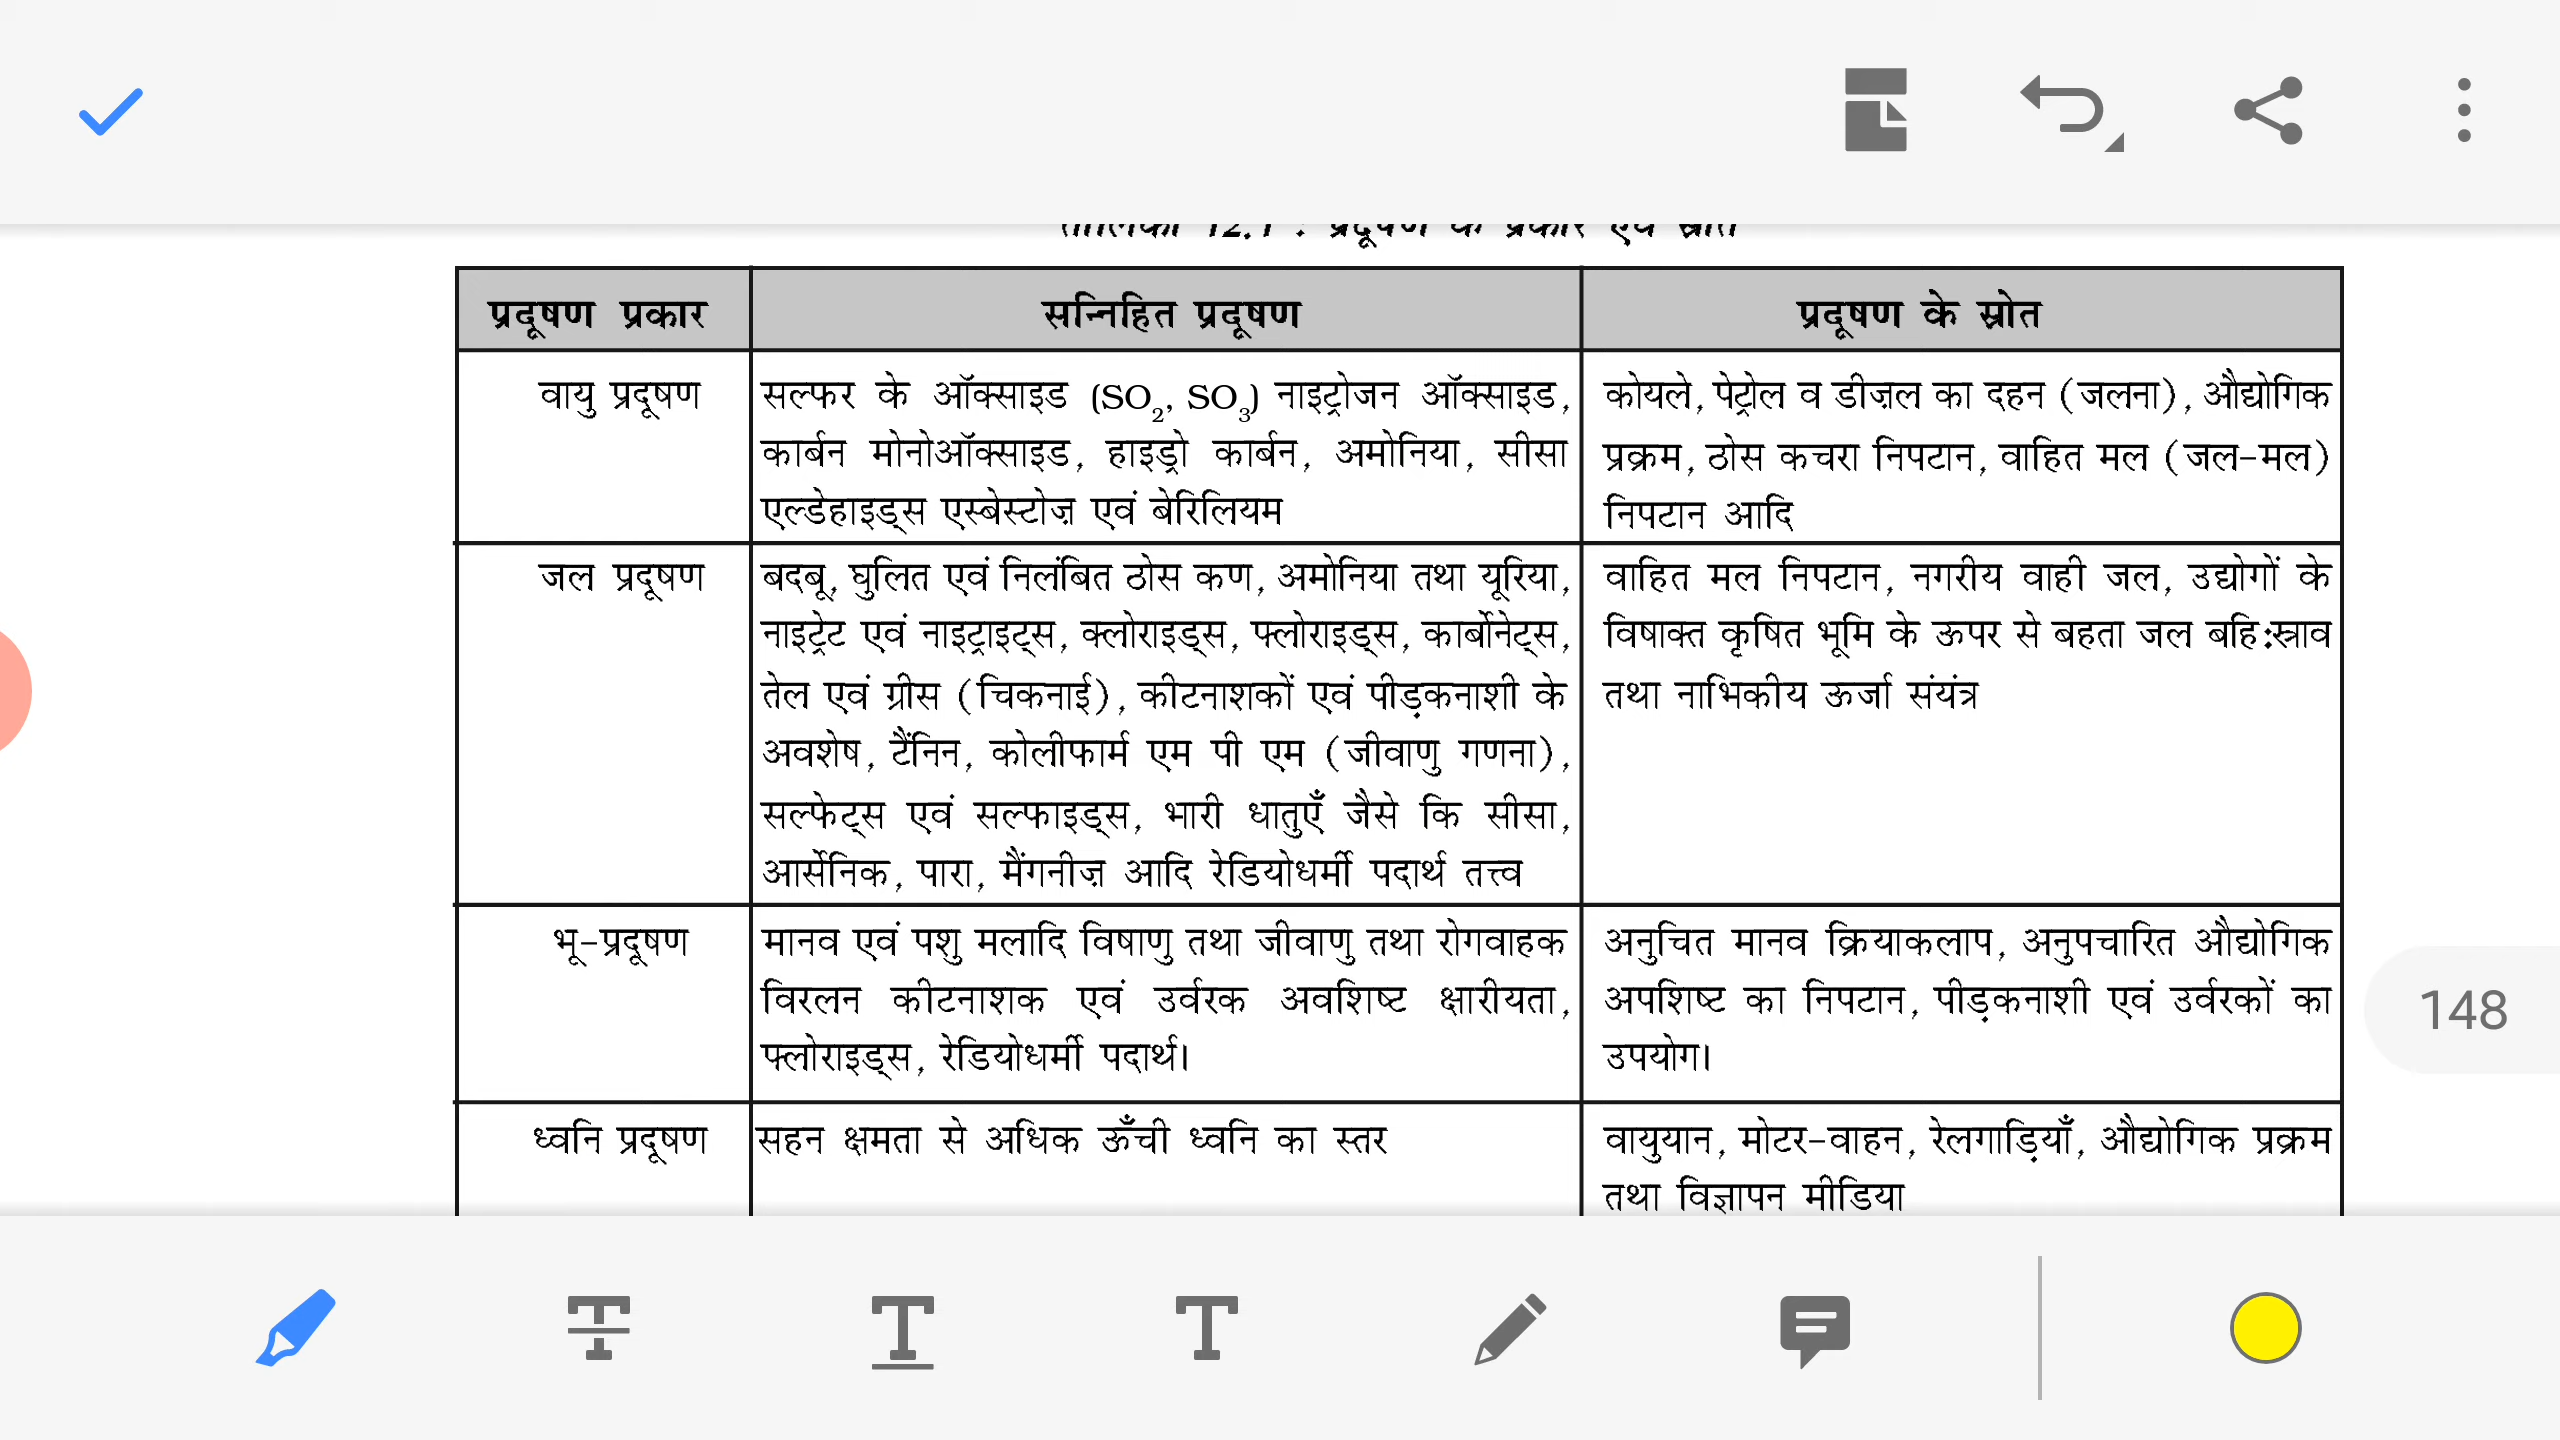 तालिका 12.1 : प्रदूषण के प्रकार एवं स्रोत
प्रदूषण प्रकार
सन्निहित प्रदूषण
प्रदूषण के स्रोत
वायु प्रदूषण
सल्फर के ऑक्साइड (SO₂, SO₃) नाइट्रोजन ऑक्साइड,
कार्बन मोनोऑक्साइड, हाइड्रो कार्बन, अमोनिया, सीसा
एल्डेहाइड्स एस्बेस्टोज़ एवं बेरिलियम
कोयले, पेट्रोल व डीज़ल का दहन (जलना), औद्योगिक
प्रक्रम, ठोस कचरा निपटान, वाहित मल (जल-मल)
निपटान आदि
जल प्रदूषण
बदबू, घुलित एवं निलंबित ठोस कण, अमोनिया तथा यूरिया,
नाइट्रेट एवं नाइट्राइट्स, क्लोराइड्स, फ्लोराइड्स, कार्बोनेट्स,
तेल एवं ग्रीस (चिकनाई), कीटनाशकों एवं पीड़कनाशी के
अवशेष, टैंनिन, कोलीफार्म एम पी एम (जीवाणु गणना),
सल्फेट्स एवं सल्फाइड्स, भारी धातुएँ जैसे कि सीसा,
आर्सेनिक, पारा, मैंगनीज़ आदि रेडियोधर्मी पदार्थ तत्त्व
वाहित मल निपटान, नगरीय वाही जल, उद्योगों के
विषाक्त कृषित भूमि के ऊपर से बहता जल बहिःस्राव
तथा नाभिकीय ऊर्जा संयंत्र
भू-प्रदूषण
मानव एवं पशु मलादि विषाणु तथा जीवाणु तथा रोगवाहक
विरलन कीटनाशक एवं उर्वरक अवशिष्ट क्षारीयता,
फ्लोराइड्स, रेडियोधर्मी पदार्थ।
अनुचित मानव क्रियाकलाप, अनुपचारित औद्योगिक
अपशिष्ट का निपटान, पीड़कनाशी एवं उर्वरकों का
उपयोग।
ध्वनि प्रदूषण
सहन क्षमता से अधिक ऊँची ध्वनि का स्तर
वायुयान, मोटर-वाहन, रेलगाड़ियाँ, औद्योगिक प्रक्रम
तथा विज्ञापन मीडिया
148